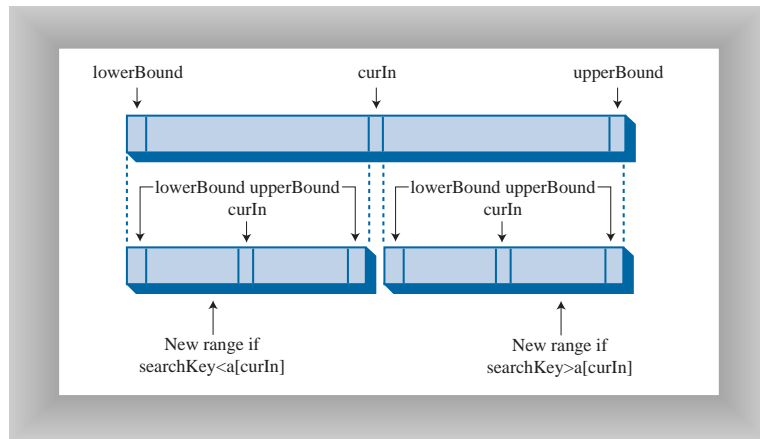 lowerBound curIn upperBound
lowerBound upperBound lowerBound upperBound
curIn curIn
New range if New range if
searchKey<a[curIn] searchKey>a[curIn]